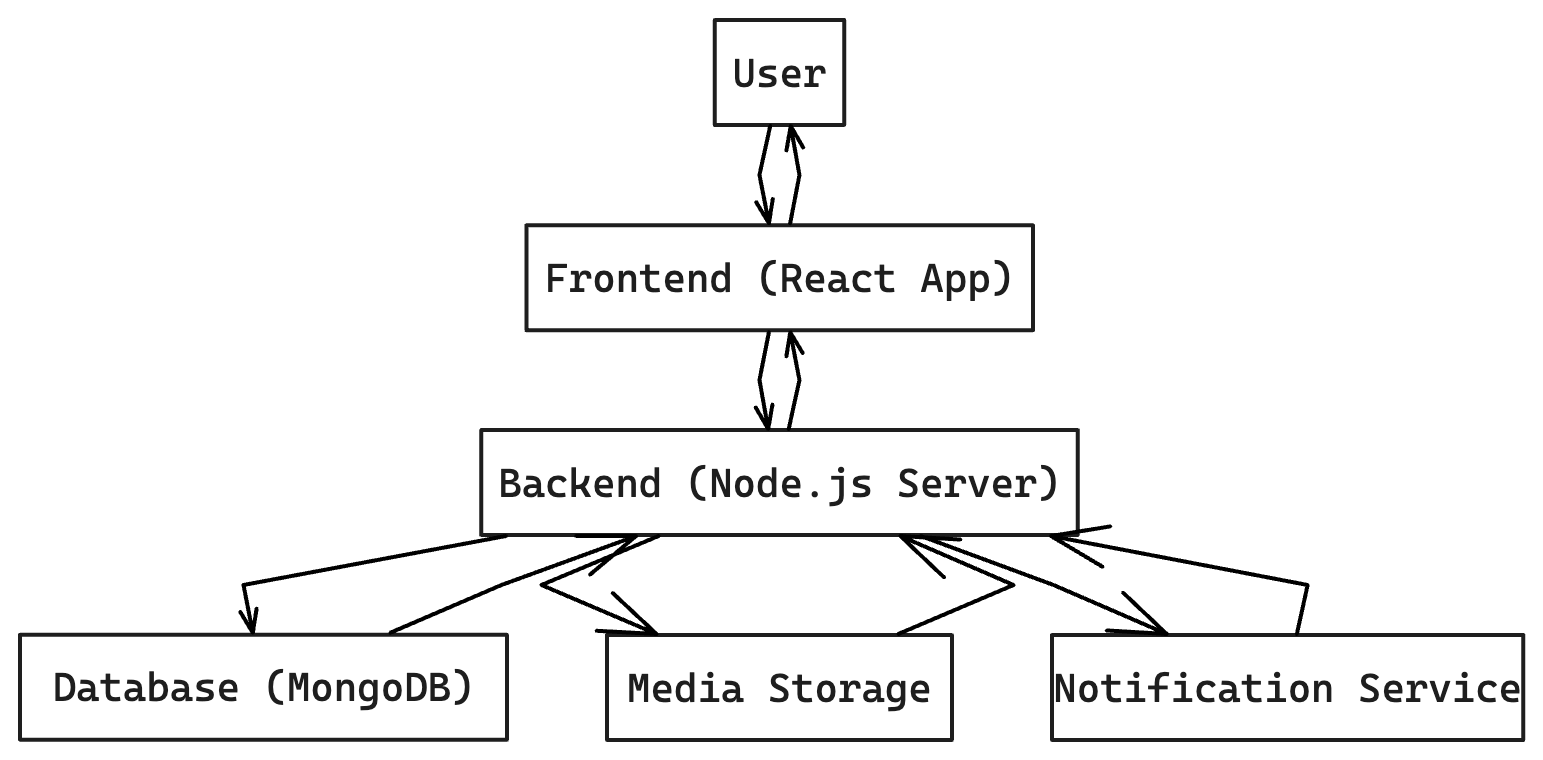 User
Frontend (React App)
Backend (Node.js Server)
Database (MongoDB)
Media Storage
Notification Service